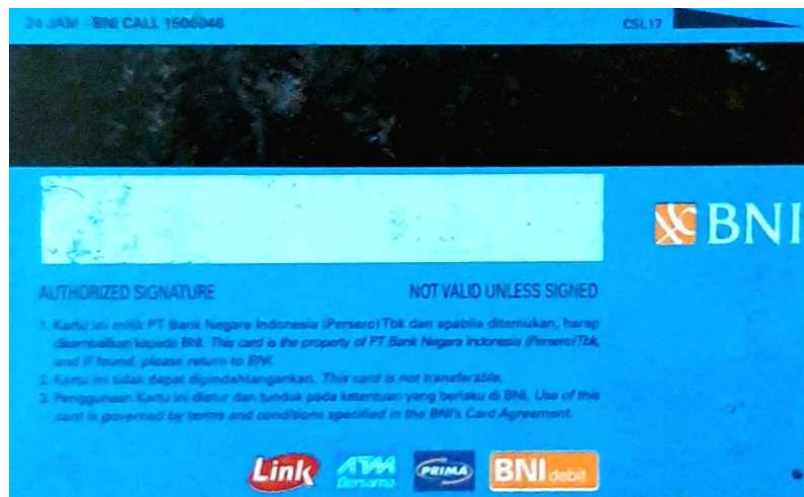 24 JAM - BNI CALL 1500046
CSL17
BNI
AUTHORIZED SIGNATURE
NOT VALID UNLESS SIGNED
1. Kartu ini milik PT Bank Negara Indonesia (Persero) Tbk dan apabila ditemukan, harap
dikembalikan kepada BNI. This card is the property of PT Bank Negara Indonesia (Persero) Tbk,
and if found, please return to BNI.
2. Kartu ini tidak dapat dipindahtangankan. This card is not transferable.
3. Penggunaan Kartu ini diatur dan tunduk pada ketentuan yang berlaku di BNI. Use of this
card is governed by terms and conditions specified in the BNI's Card Agreement.
Link
ATM
Bersama
PRIMA
BNI debit